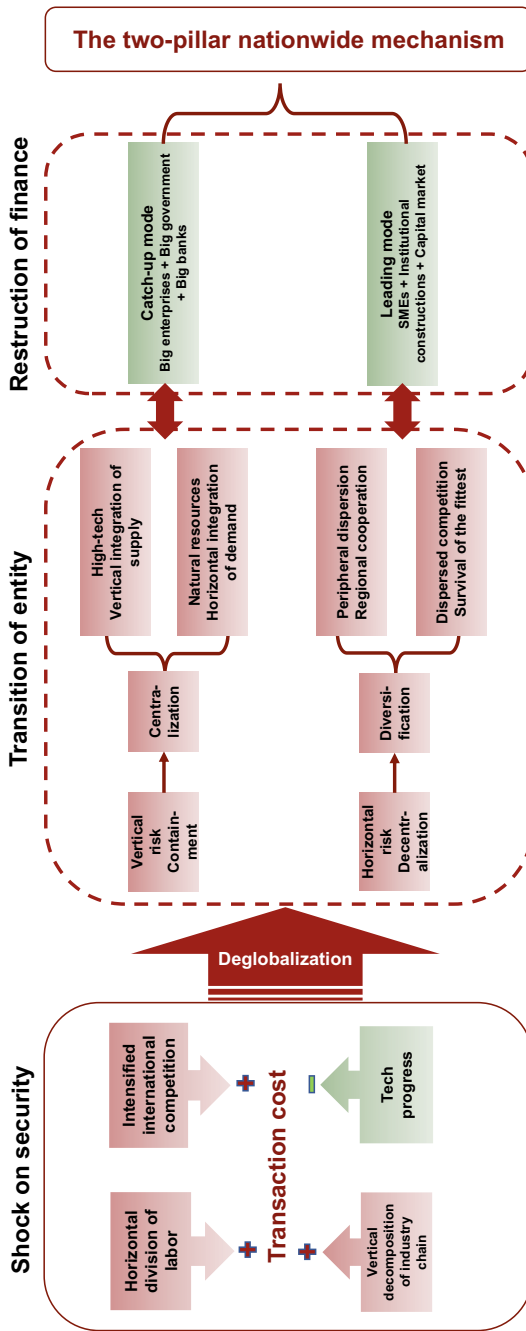 Shock on security
Horizontal
division of
labor
Intensified
international
competition
+
+
Transaction cost
+
−
Vertical
decomposition
of industry
chain
Tech
progress
Deglobalization
Transition of entity
Vertical
risk
Contain-
ment
Centra-
lization
High-tech
Vertical integration of
supply
Natural resources
Horizontal integration
of demand
Horizontal
risk
Decentr-
alization
Diversi-
fication
Peripheral dispersion
Regional cooperation
Dispersed competition
Survival of the fittest
Restruction of finance
Catch-up mode
Big enterprises + Big government
+ Big banks
Leading mode
SMEs + Institutional
constructions + Capital market
The two-pillar nationwide mechanism